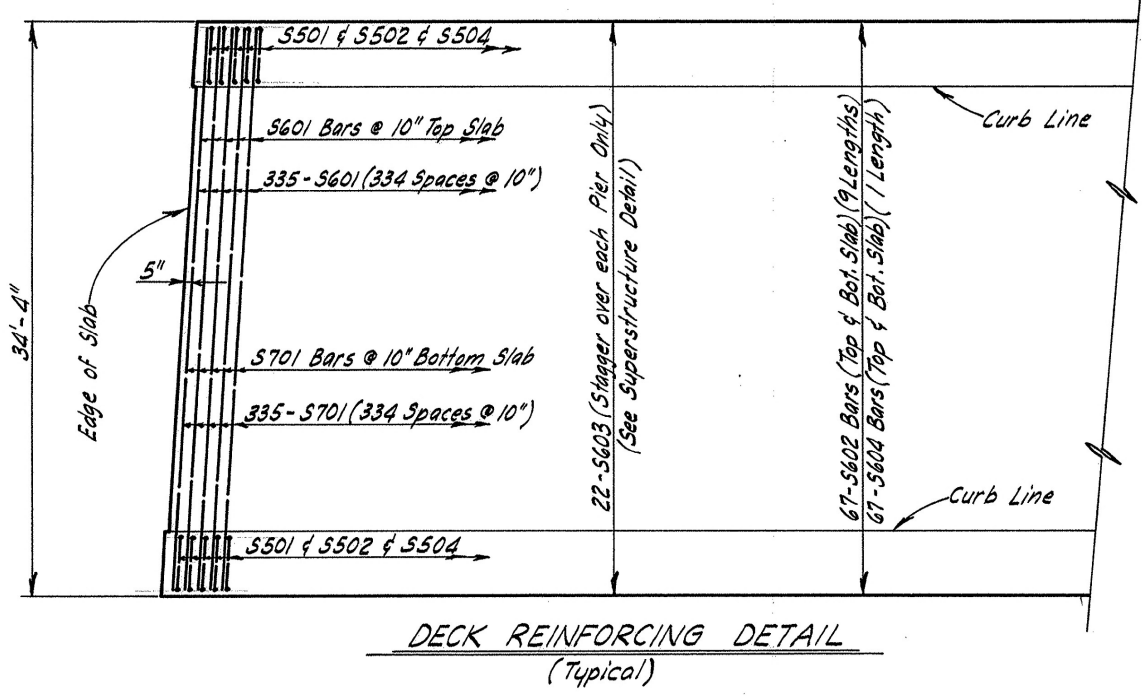 S501 & S502 & S504
Curb Line
S601 Bars @ 10" Top Slab
335-S601 (334 Spaces @ 10")
5"
34'-4"
Edge of Slab
S701 Bars @ 10" Bottom Slab
335-S701 (334 Spaces @ 10")
22-S603 (Stagger over each Pier Only)
(See Superstructure Detail)
67-S602 Bars (Top & Bot. Slab) (9 Lengths)
67-S604 Bars (Top & Bot. Slab) (1 Length)
Curb Line
S501 & S502 & S504
DECK REINFORCING DETAIL
(Typical)